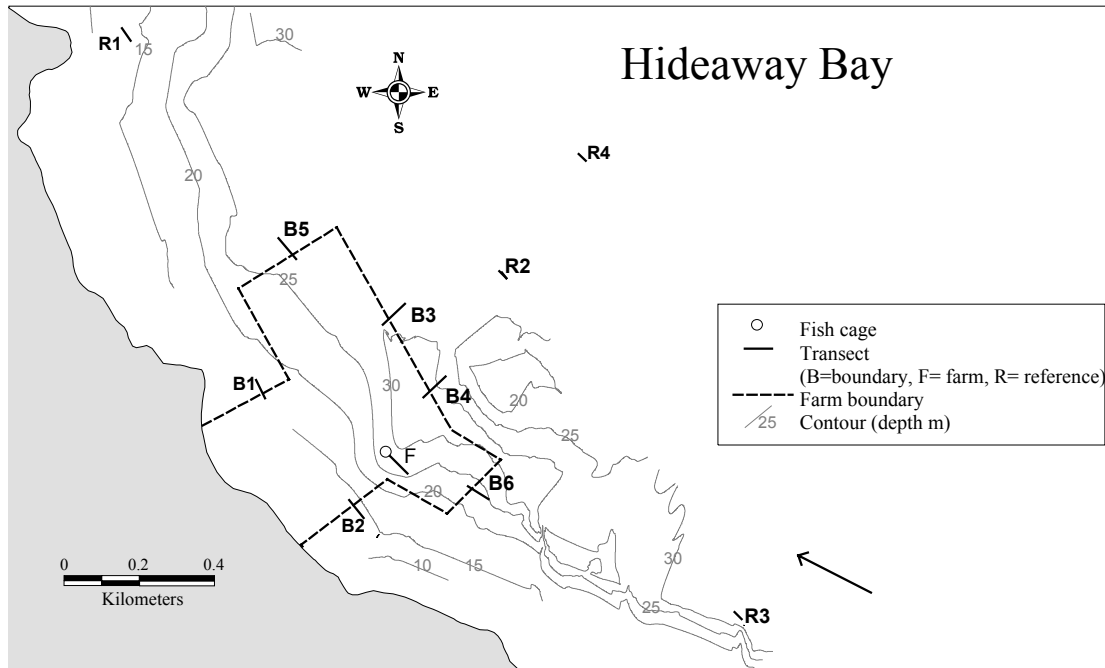 R1
15
30
Hideaway Bay
N
W E
S
R4
20
B5
R2
25
B3
Fish cage
Transect
(B=boundary, F= farm, R= reference)
Farm boundary
25 Contour (depth m)
B1
30
B4
20
25
F
20
B6
B2
30
10
15
0 0.2 0.4
Kilometers
25
R3